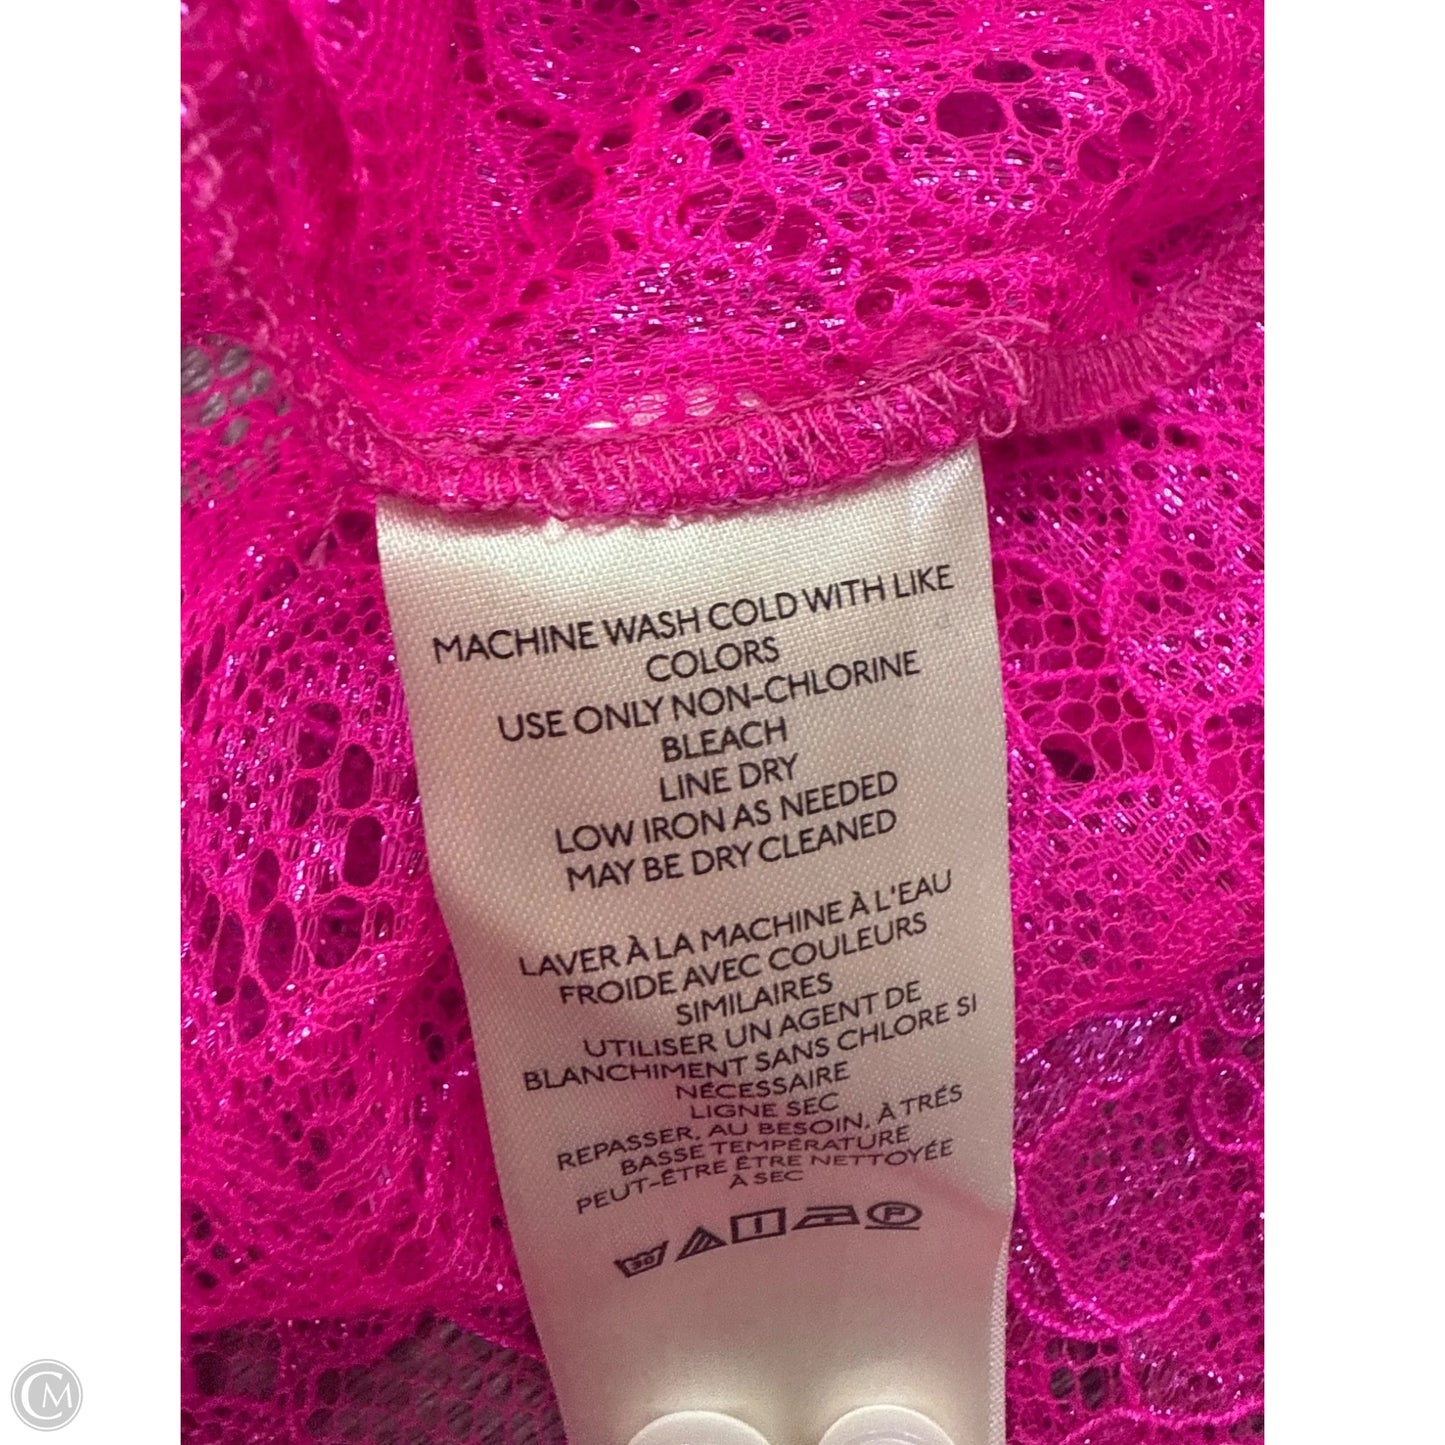 MACHINE WASH COLD WITH LIKE
COLORS
USE ONLY NON-CHLORINE
BLEACH
LINE DRY
LOW IRON AS NEEDED
MAY BE DRY CLEANED
LAVER À LA MACHINE À L'EAU
FROIDE AVEC COULEURS
SIMILAIRES
UTILISER UN AGENT DE
BLANCHIMENT SANS CHLORE SI
NÉCESSAIRE
LIGNE SEC
REPASSER, AU BESOIN, À TRÉS
BASSE TEMPÉRATURE
PEUT-ÊTRE ÊTRE NETTOYÉE
À SEC
30
P
CM